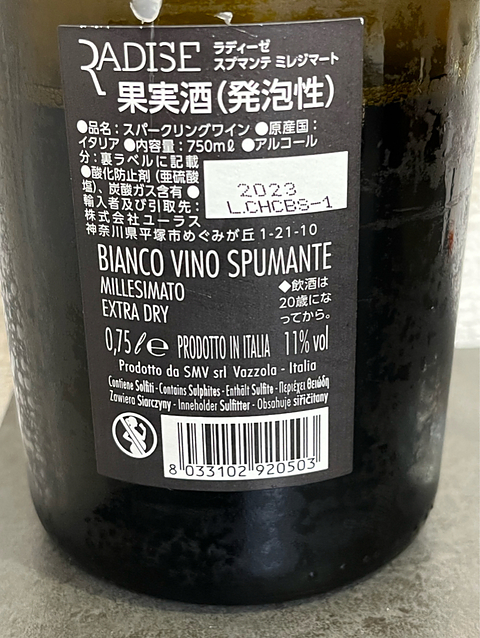 RADISE ラディーゼ
スプマンテ ミレジマート
果実酒(発泡性)
●品名:スパークリングワイン ●原産国:
イタリア ●内容量:750mℓ ●アルコール
分:裏ラベルに記載
●酸化防止剤(亜硫酸
塩)、炭酸ガス含有 ●
輸入者及び引取先:
株式会社ユーラス
神奈川県平塚市めぐみが丘1-21-10
2023
L.CHCBS-1
BIANCO VINO SPUMANTE
MILLESIMATO
EXTRA DRY
◆飲酒は
20歳にな
ってから。
0,75ℓ e PRODOTTO IN ITALIA 11% vol
Prodotto da SMV srl Vazzola - Italia
Contiene Solfiti - Contains Sulphites - Enthält Sulfite - Περιέχει Θειώδη
Zawiera Siarczyny - Inneholder Sulfitter - Obsahuje siřičitany
8 033102 920503